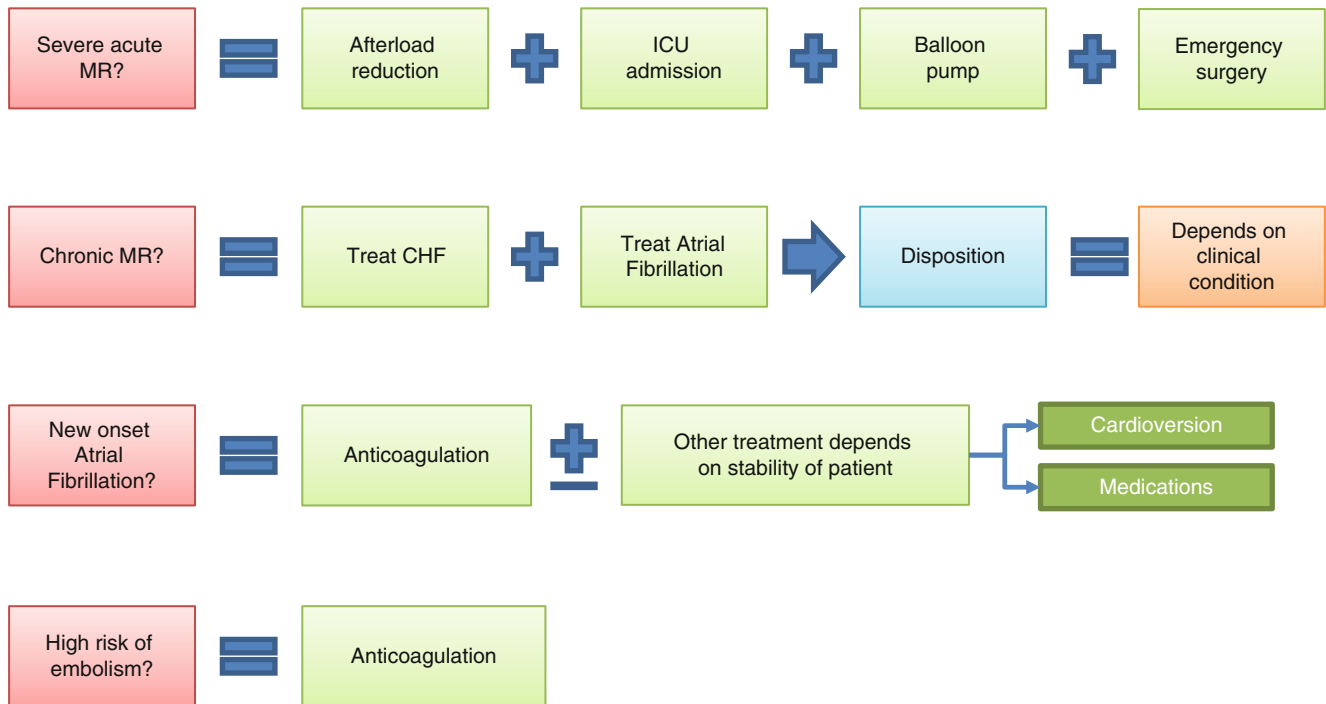 Severe acute
MR?
Afterload
reduction
ICU
admission
Balloon
pump
Emergency
surgery
Chronic MR?
Treat CHF
Treat Atrial
Fibrillation
Disposition
Depends on
clinical
condition
New onset
Atrial
Fibrillation?
Anticoagulation
Other treatment depends
on stability of patient
Cardioversion
Medications
High risk of
embolism?
Anticoagulation